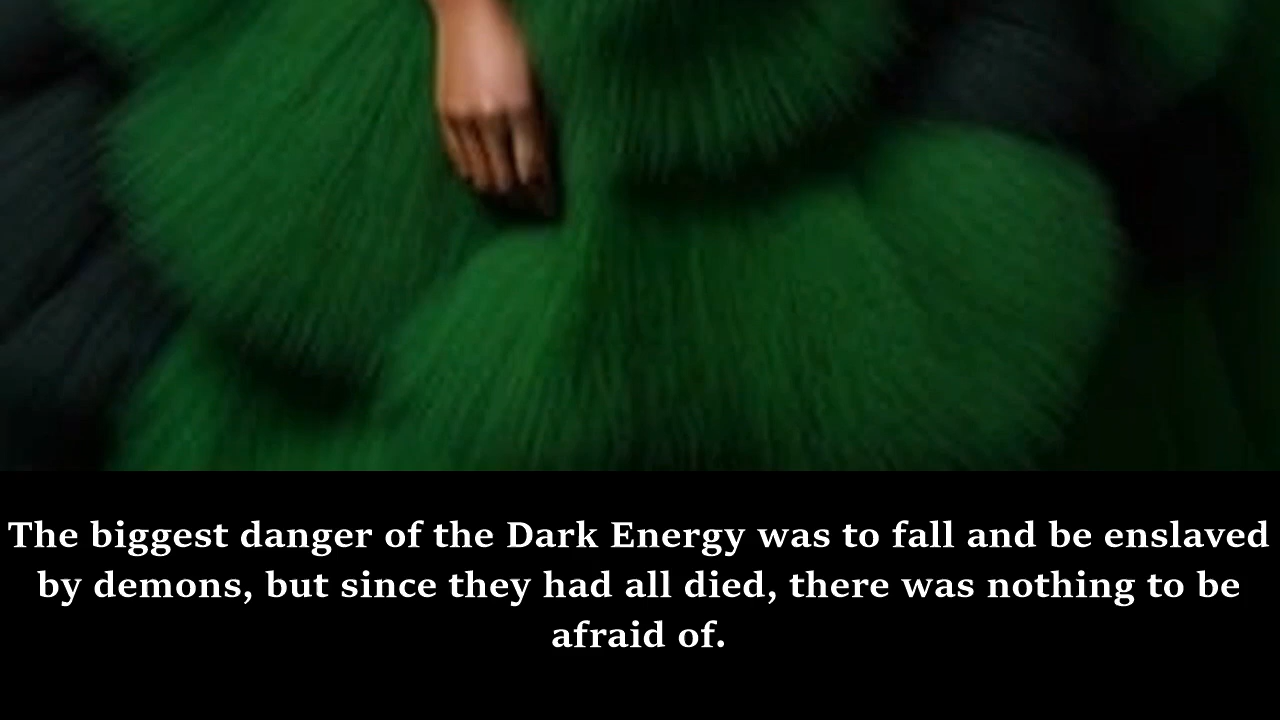 The biggest danger of the Dark Energy was to fall and be enslaved
by demons, but since they had all died, there was nothing to be
afraid of.